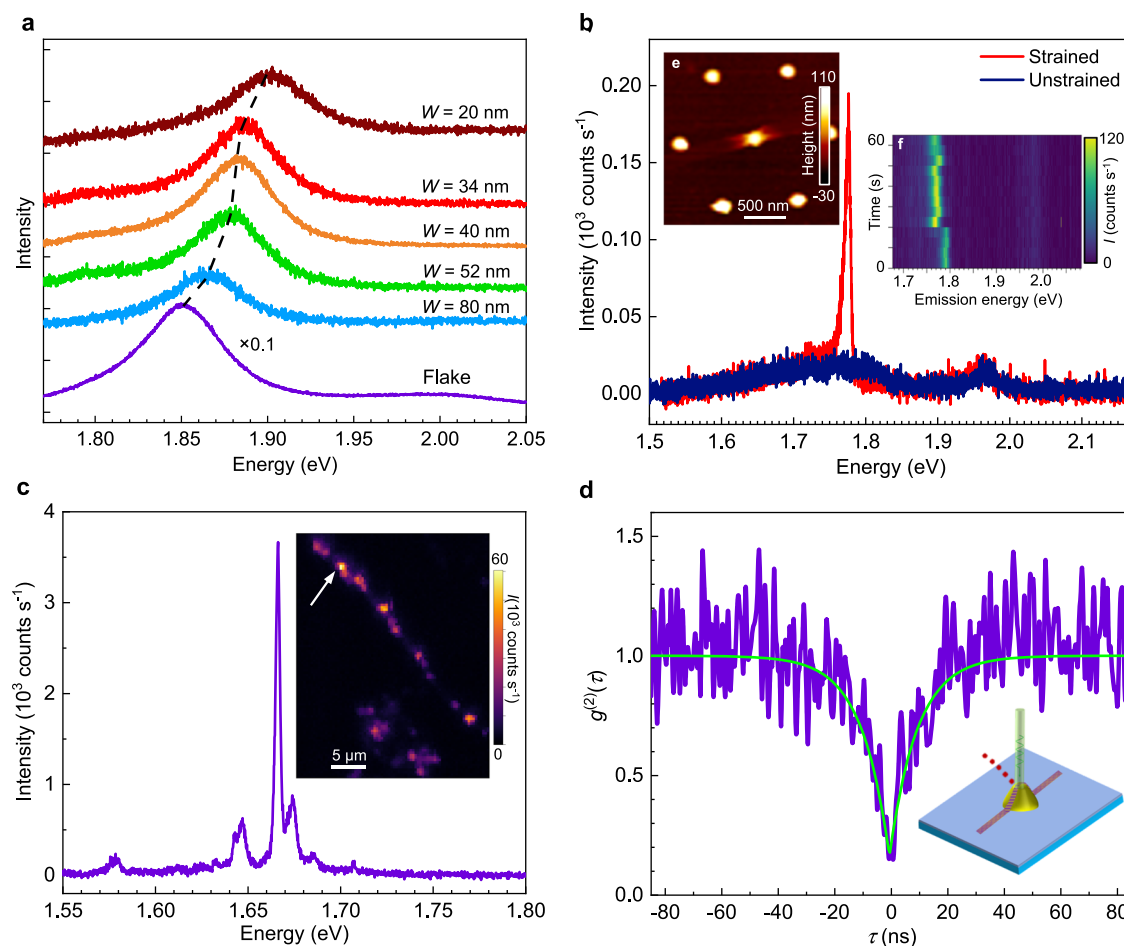 a
W = 20 nm
W = 34 nm
W = 40 nm
W = 52 nm
W = 80 nm
×0.1
Flake
Intensity
1.80 1.85 1.90 1.95 2.00 2.05
Energy (eV)
b
Strained
Unstrained
0.20
0.15
0.10
0.05
0.00
Intensity (10³ counts s⁻¹)
1.5 1.6 1.7 1.8 1.9 2.0 2.1
Energy (eV)
e
110
Height (nm)
-30
500 nm
f
60
Time (s)
0
120
I (counts s⁻¹)
0
1.7 1.8 1.9 2.0
Emission energy (eV)
c
4
3
2
1
0
Intensity (10³ counts s⁻¹)
1.55 1.60 1.65 1.70 1.75 1.80
Energy (eV)
60
I(10³ counts s⁻¹)
0
5 µm
d
1.5
1.0
0.5
0.0
g⁽²⁾(τ)
-80 -60 -40 -20 0 20 40 60 80
τ (ns)